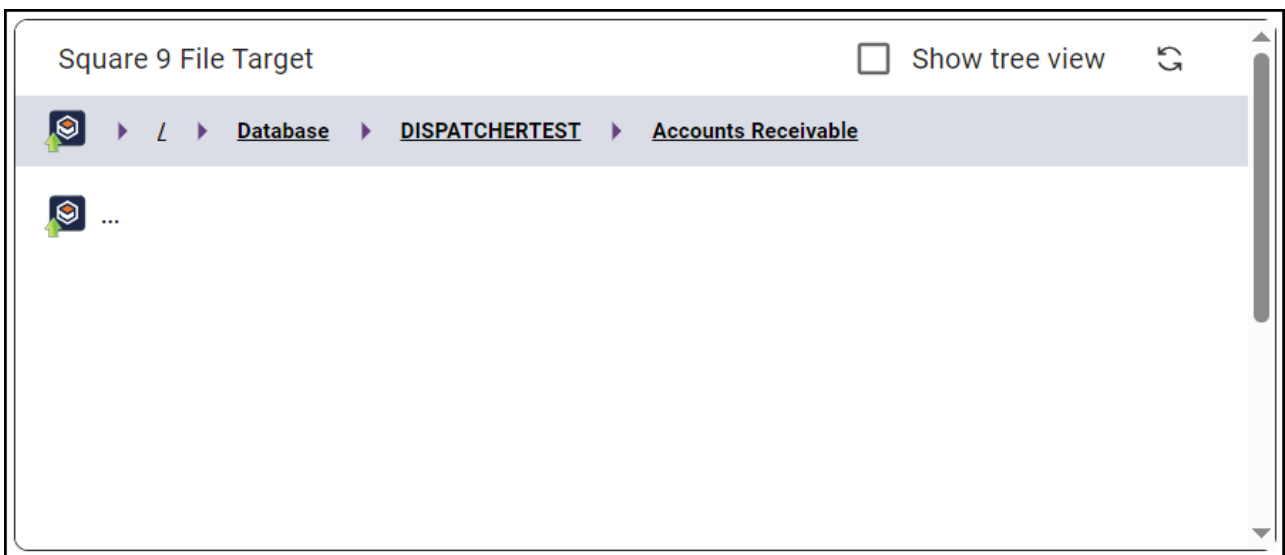 Square 9 File Target Show tree view
/ Database DISPATCHERTEST Accounts Receivable
...